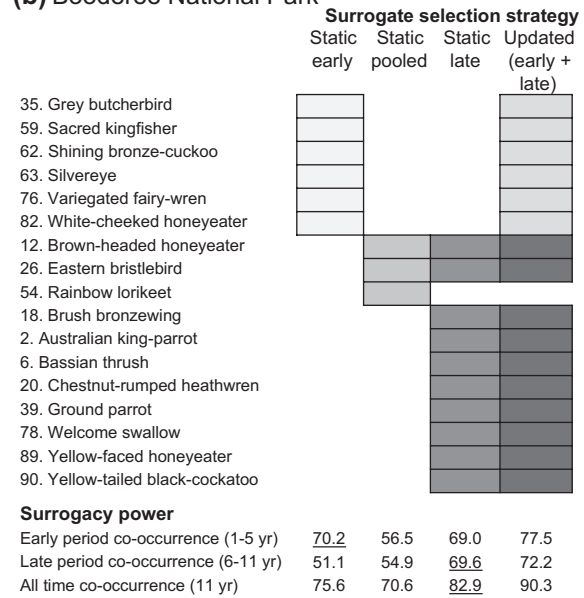 (b) Booderee National Park
Surrogate selection strategy
Static Static Static Updated
early pooled late (early +
late)
35. Grey butcherbird
59. Sacred kingfisher
62. Shining bronze-cuckoo
63. Silvereye
76. Variegated fairy-wren
82. White-cheeked honeyeater
12. Brown-headed honeyeater
26. Eastern bristlebird
54. Rainbow lorikeet
18. Brush bronzewing
2. Australian king-parrot
6. Bassian thrush
20. Chestnut-rumped heathwren
39. Ground parrot
78. Welcome swallow
89. Yellow-faced honeyeater
90. Yellow-tailed black-cockatoo
Surrogacy power
Early period co-occurrence (1-5 yr) 70.2 56.5 69.0 77.5
Late period co-occurrence (6-11 yr) 51.1 54.9 69.6 72.2
All time co-occurrence (11 yr) 75.6 70.6 82.9 90.3